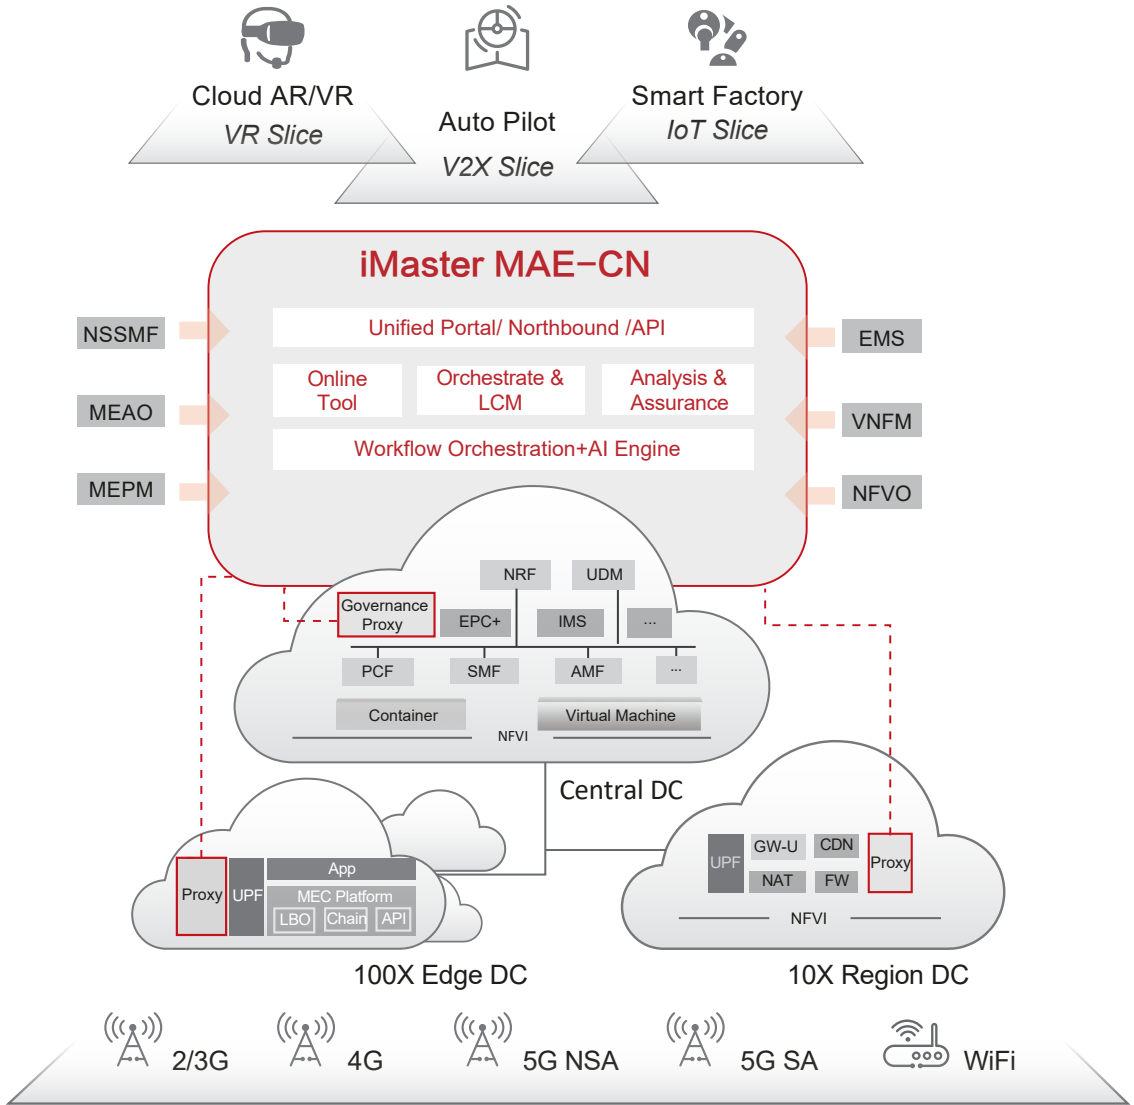 Cloud AR/VR
VR Slice
Auto Pilot
V2X Slice
Smart Factory
IoT Slice
iMaster MAE–CN
Unified Portal/ Northbound /API
Online
Tool
Orchestrate &
LCM
Analysis &
Assurance
Workflow Orchestration+AI Engine
NSSMF
MEAO
MEPM
EMS
VNFM
NFVO
NRF
UDM
Governance
Proxy
EPC+
IMS
...
PCF
SMF
AMF
...
Container
Virtual Machine
NFVI
Central DC
Proxy
UPF
App
MEC Platform
LBO
Chain
API
100X Edge DC
UPF
GW-U
CDN
NAT
FW
Proxy
NFVI
10X Region DC
2/3G
4G
5G NSA
5G SA
WiFi